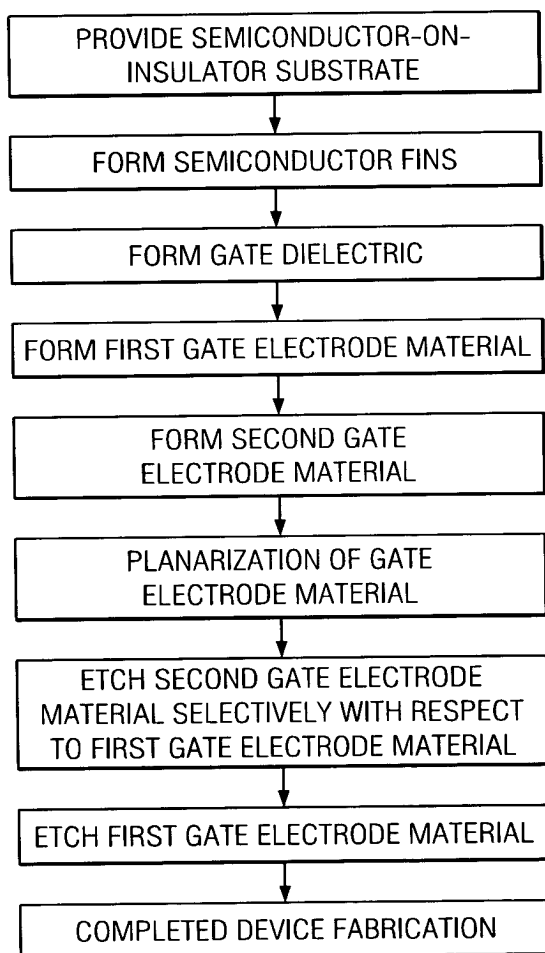 PROVIDE SEMICONDUCTOR-ON-
INSULATOR SUBSTRATE
FORM SEMICONDUCTOR FINS
FORM GATE DIELECTRIC
FORM FIRST GATE ELECTRODE MATERIAL
FORM SECOND GATE
ELECTRODE MATERIAL
PLANARIZATION OF GATE
ELECTRODE MATERIAL
ETCH SECOND GATE ELECTRODE
MATERIAL SELECTIVELY WITH RESPECT
TO FIRST GATE ELECTRODE MATERIAL
ETCH FIRST GATE ELECTRODE MATERIAL
COMPLETED DEVICE FABRICATION